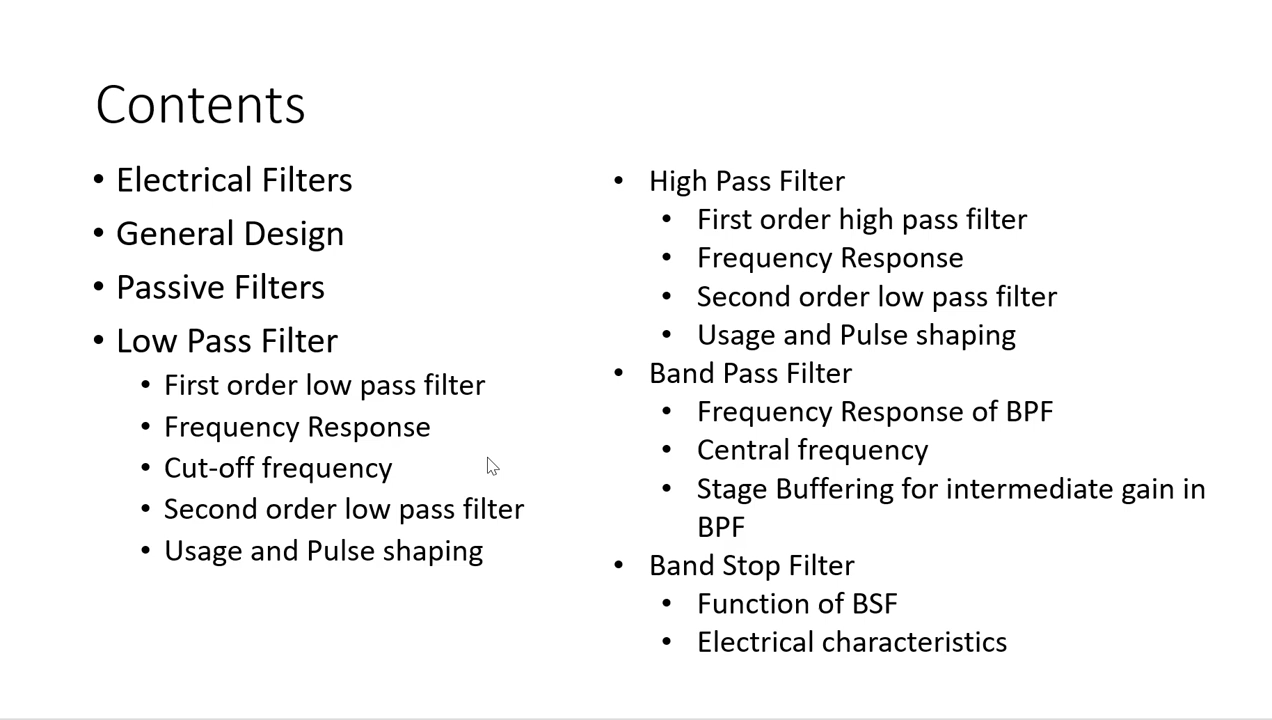 Contents
• Electrical Filters
• General Design
• Passive Filters
• Low Pass Filter
• First order low pass filter
• Frequency Response
• Cut-off frequency
• Second order low pass filter
• Usage and Pulse shaping
• High Pass Filter
• First order high pass filter
• Frequency Response
• Second order low pass filter
• Usage and Pulse shaping
• Band Pass Filter
• Frequency Response of BPF
• Central frequency
• Stage Buffering for intermediate gain in
BPF
• Band Stop Filter
• Function of BSF
• Electrical characteristics